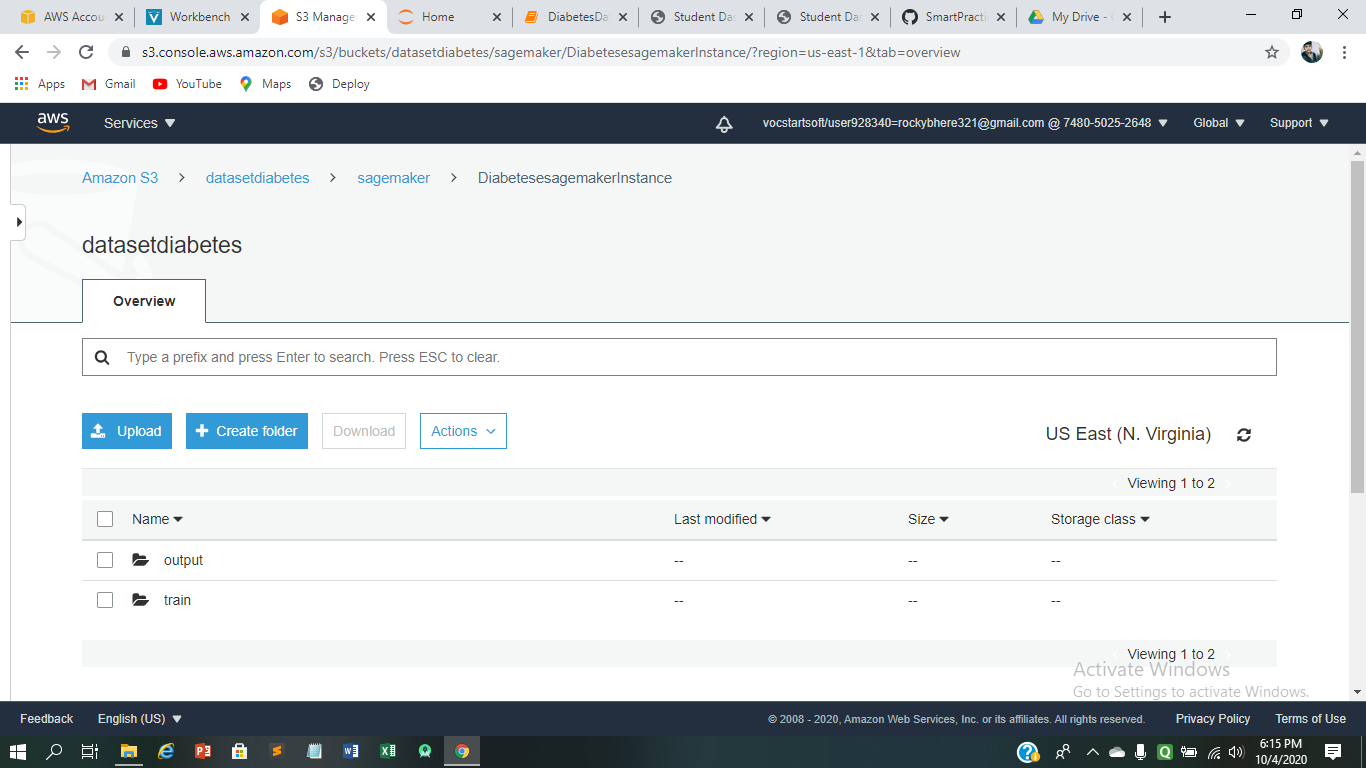 AWS Accou
Workbench
S3 Manage
Home
DiabetesDa
Student Das
Student Das
SmartPracti
My Drive - G
s3.console.aws.amazon.com/s3/buckets/datasetdiabetes/sagemaker/DiabetesesagemakerInstance/?region=us-east-1&tab=overview
Apps Gmail YouTube Maps Deploy
aws Services vocstartsoft/user928340=rockybhere321@gmail.com @ 7480-5025-2648 Global Support
Amazon S3 > datasetdiabetes > sagemaker > DiabetesesagemakerInstance
datasetdiabetes
Overview
Type a prefix and press Enter to search. Press ESC to clear.
Upload + Create folder Download Actions US East (N. Virginia)
Viewing 1 to 2
Name Last modified Size Storage class
output -- -- --
train -- -- --
Viewing 1 to 2
Activate Windows
Go to Settings to activate Windows.
Feedback English (US) © 2008 - 2020, Amazon Web Services, Inc. or its affiliates. All rights reserved. Privacy Policy Terms of Use
6:15 PM
10/4/2020